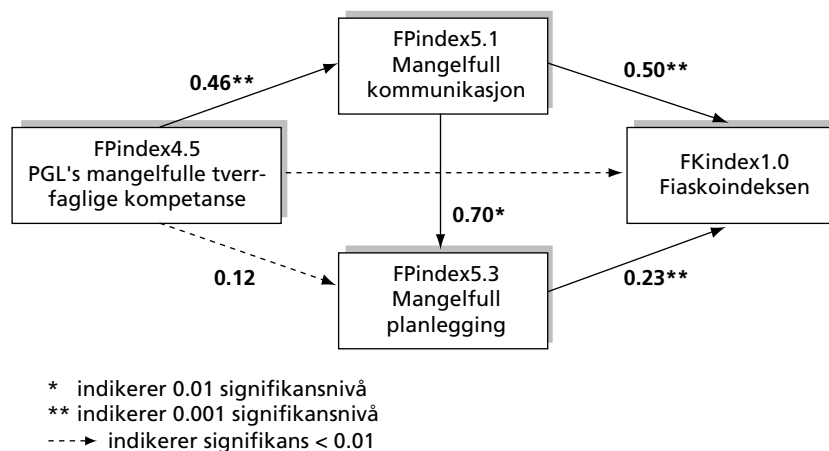 FPindex5.1
Mangelfull
kommunikasjon
0.46**
0.50**
FPindex4.5
PGL's mangelfulle tverr-
faglige kompetanse
FKindex1.0
Fiaskoindeksen
0.70*
0.12
FPindex5.3
Mangelfull
planlegging
0.23**
* indikerer 0.01 signifikansnivå
** indikerer 0.001 signifikansnivå
indikerer signifikans < 0.01